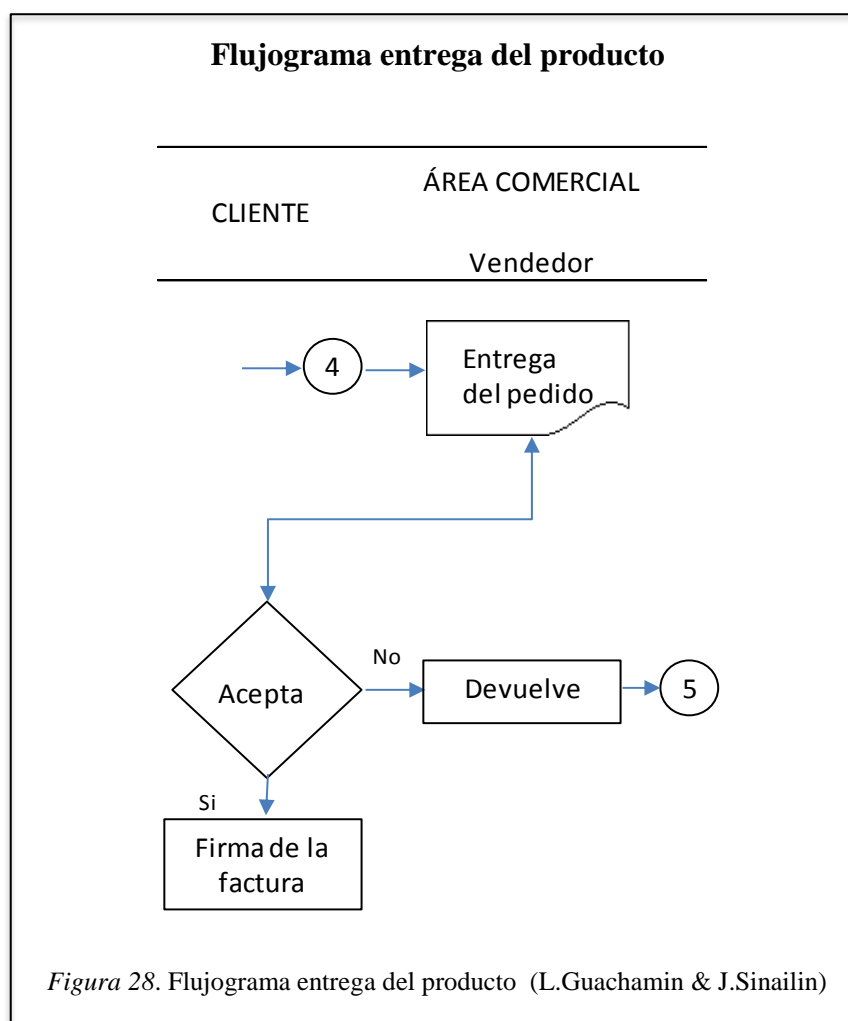 Flujograma entrega del producto
ÁREA COMERCIAL
CLIENTE
Vendedor
4
Entrega
del pedido
No
Acepta
Devuelve
5
Si
Firma de la
factura
Figura 28. Flujograma entrega del producto (L.Guachamin & J.Sinailin)